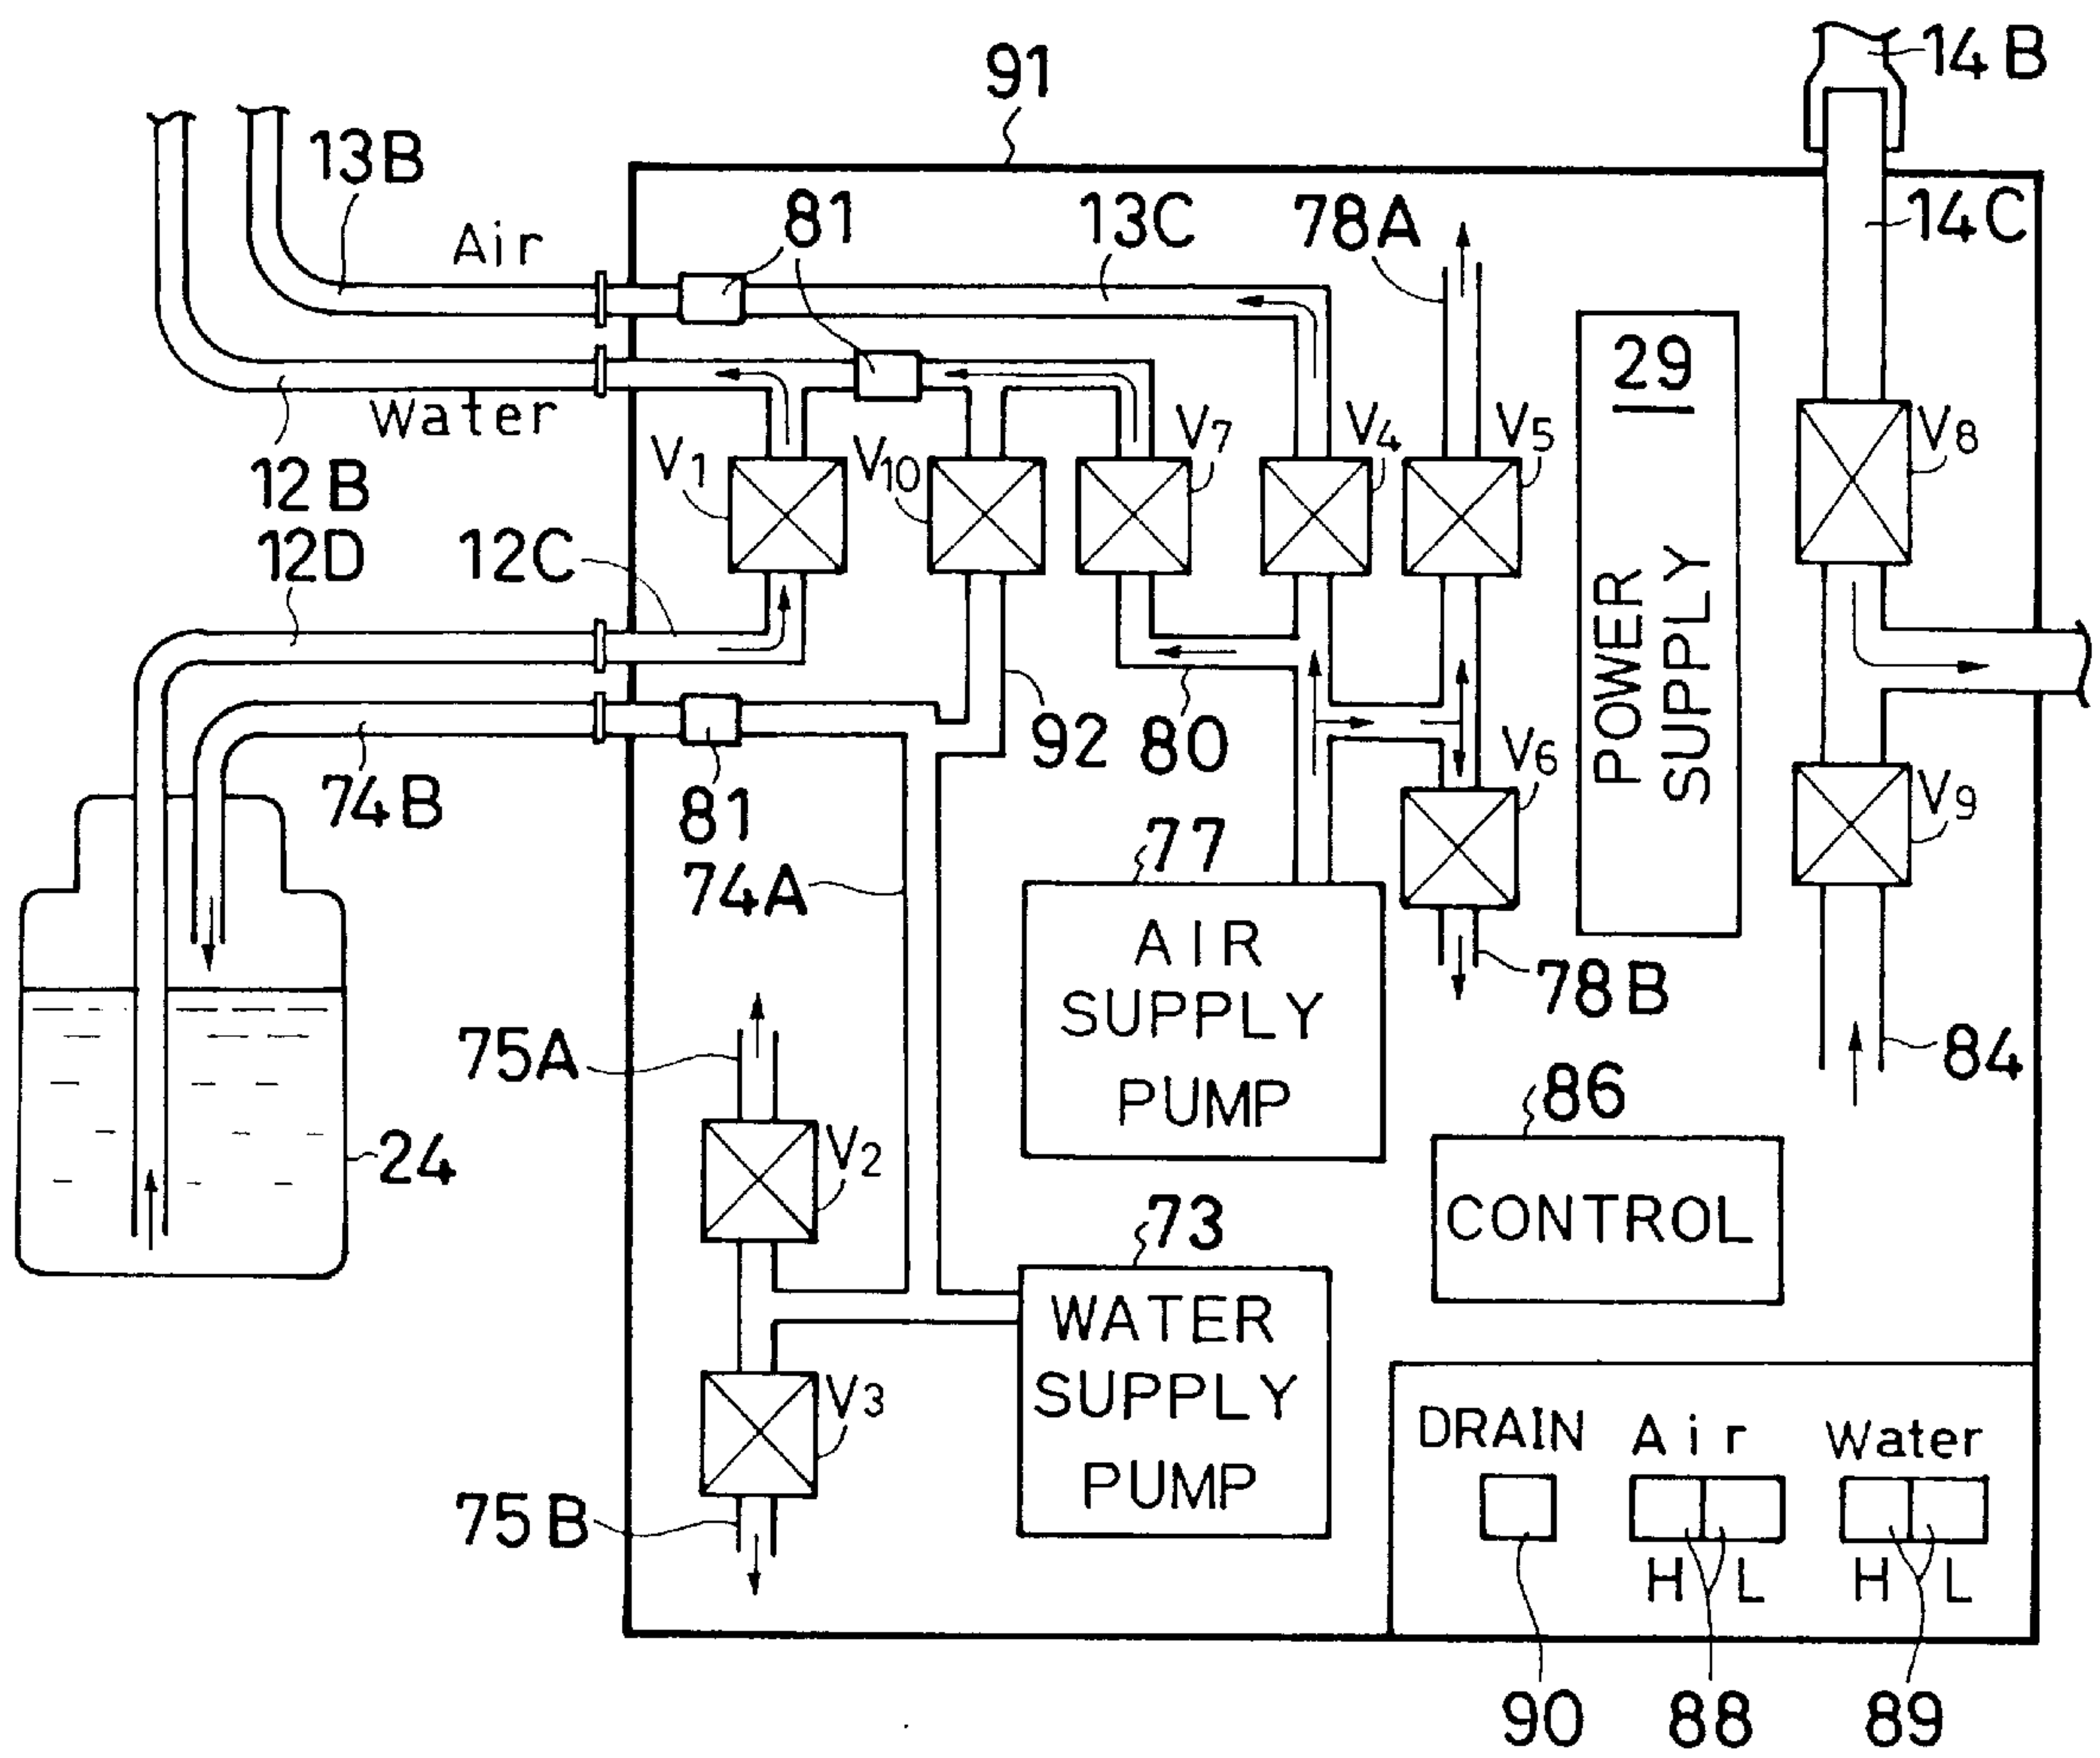 14B
91
13B
Air
81
13C
78A
14C
29
Water
12B
V1
V10
V7
V4
V5
V8
12D
12C
POWER
SUPPLY
92
80
V6
V9
74B
81
74A
77
AIR
SUPPLY
PUMP
78B
84
75A
86
24
V2
CONTROL
73
WATER
SUPPLY
PUMP
V3
75B
DRAIN
Air
Water
H L
H L
90
88
89